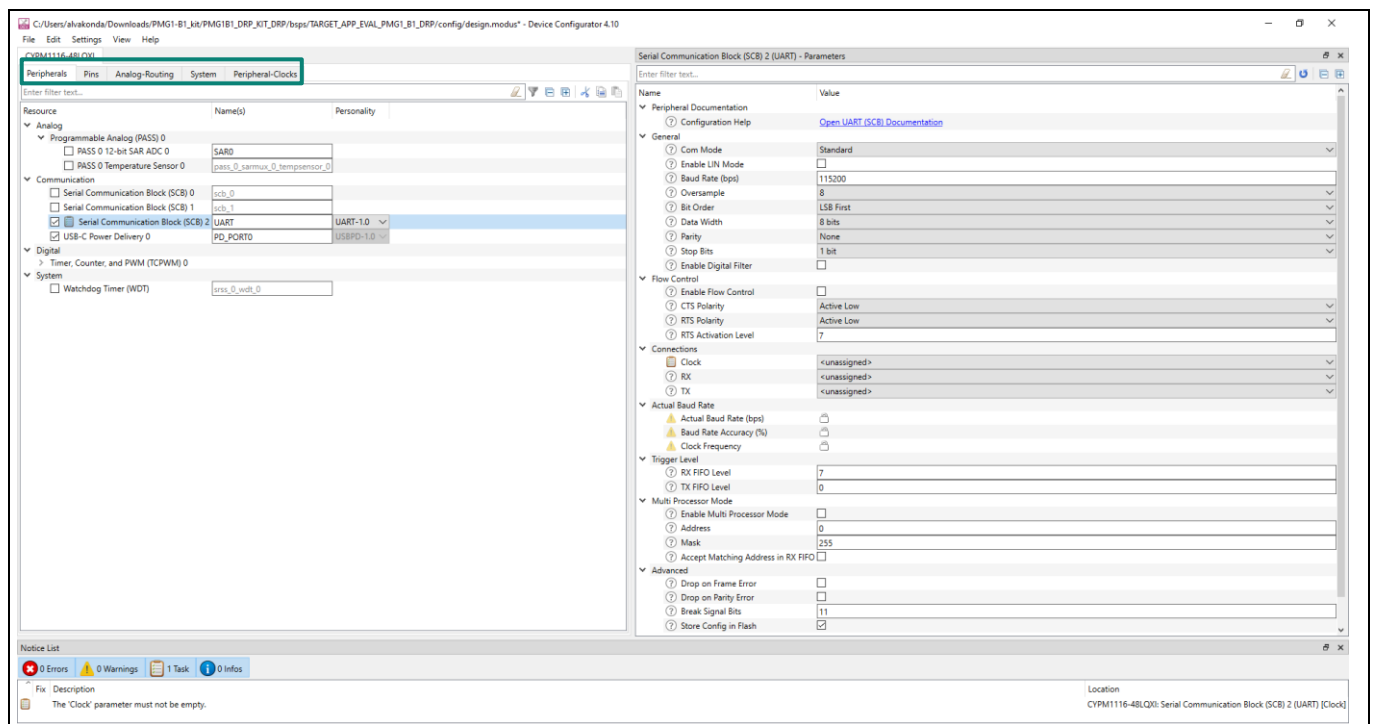 C:/Users/alvakonda/Downloads/PMG1-B1_kit/PMG1B1_DRP_KIT_DRP/bsps/TARGET_APP_EVAL_PMG1_B1_DRP/config/design.modus* - Device Configurator 4.10
File Edit Settings View Help
CYPM1116-48LQXI
Peripherals Pins Analog-Routing System Peripheral-Clocks
Enter filter text...
Resource Name(s) Personality
Analog
Programmable Analog (PASS) 0
PASS 0 12-bit SAR ADC 0 SAR0
PASS 0 Temperature Sensor 0 pass_0_sarmux_0_tempsensor_0
Communication
Serial Communication Block (SCB) 0 scb_0
Serial Communication Block (SCB) 1 scb_1
Serial Communication Block (SCB) 2 UART UART-1.0
USB-C Power Delivery 0 PD_PORT0 USBPD-1.0
Digital
Timer, Counter, and PWM (TCPWM) 0
System
Watchdog Timer (WDT) srss_0_wdt_0
Serial Communication Block (SCB) 2 (UART) - Parameters
Enter filter text...
Name Value
Peripheral Documentation
Configuration Help Open UART (SCB) Documentation
General
Com Mode Standard
Enable LIN Mode
Baud Rate (bps) 115200
Oversample 8
Bit Order LSB First
Data Width 8 bits
Parity None
Stop Bits 1 bit
Enable Digital Filter
Flow Control
Enable Flow Control
CTS Polarity Active Low
RTS Polarity Active Low
RTS Activation Level 7
Connections
Clock <unassigned>
RX <unassigned>
TX <unassigned>
Actual Baud Rate
Actual Baud Rate (bps)
Baud Rate Accuracy (%)
Clock Frequency
Trigger Level
RX FIFO Level 7
TX FIFO Level 0
Multi Processor Mode
Enable Multi Processor Mode
Address 0
Mask 255
Accept Matching Address in RX FIFO
Advanced
Drop on Frame Error
Drop on Parity Error
Break Signal Bits 11
Store Config in Flash
Notice List
0 Errors 0 Warnings 1 Task 0 Infos
Fix Description Location
The 'Clock' parameter must not be empty. CYPM1116-48LQXI: Serial Communication Block (SCB) 2 (UART) [Clock]